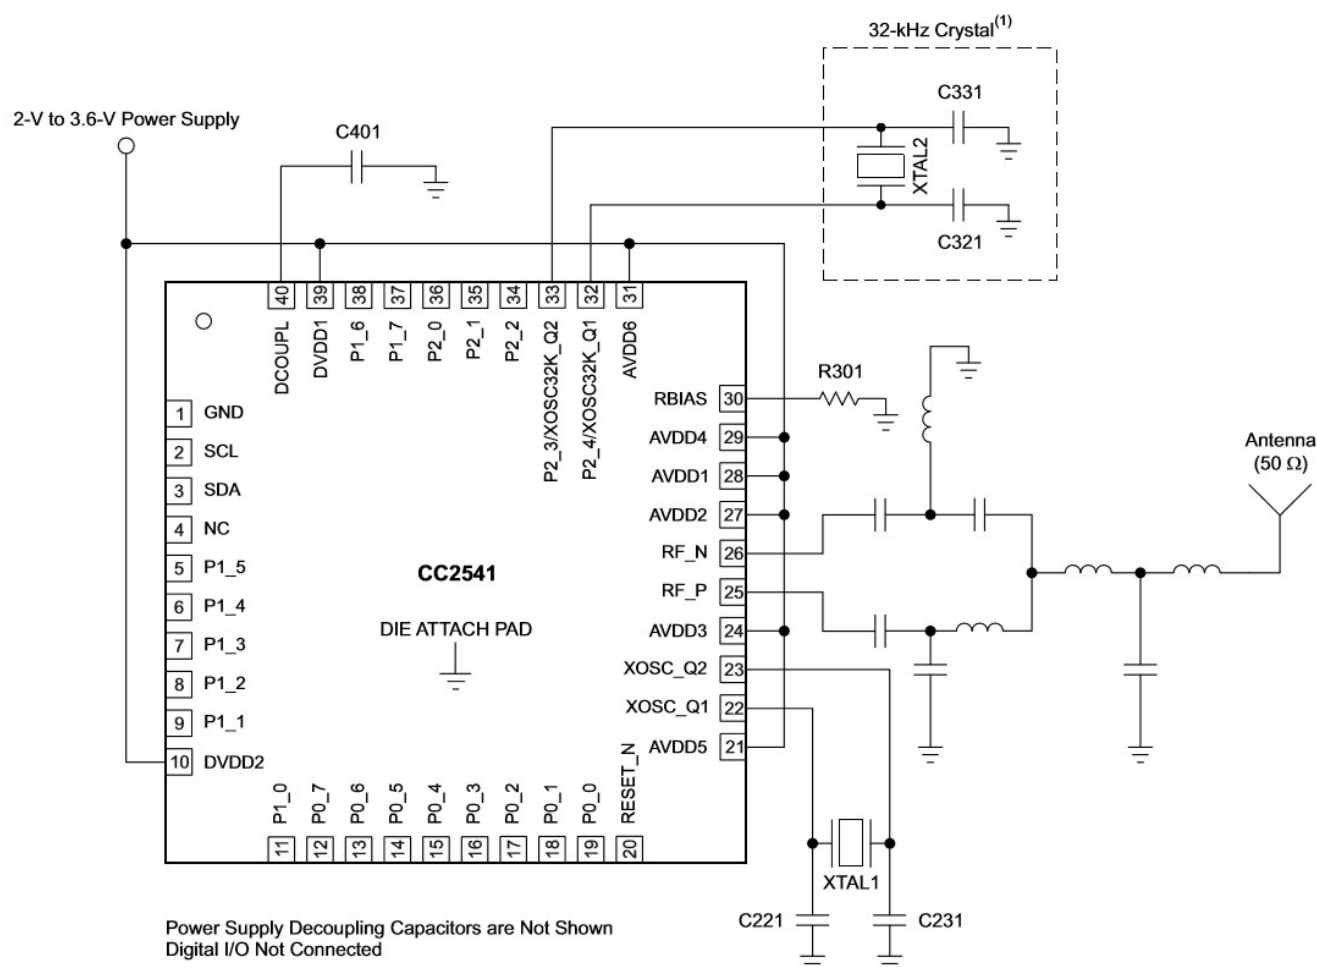 32-kHz Crystal(1)
2-V to 3.6-V Power Supply
C401
C331
XTAL2
C321
40 39 38 37 36 35 34 33 32 31
DCOUPL
DVDD1
P1_6
P1_7
P2_0
P2_1
P2_2
P2_3/XOSC32K_Q2
P2_4/XOSC32K_Q1
AVDD6
R301
RBIAS 30
1 GND
AVDD4 29
2 SCL
AVDD1 28
3 SDA
AVDD2 27
4 NC
RF_N 26
5 P1_5
RF_P 25
6 P1_4
AVDD3 24
7 P1_3
XOSC_Q2 23
8 P1_2
XOSC_Q1 22
9 P1_1
AVDD5 21
10 DVDD2
Antenna
(50 Ω)
CC2541
DIE ATTACH PAD
P1_0
P0_7
P0_6
P0_5
P0_4
P0_3
P0_2
P0_1
P0_0
RESET_N
11 12 13 14 15 16 17 18 19 20
XTAL1
C221
C231
Power Supply Decoupling Capacitors are Not Shown
Digital I/O Not Connected